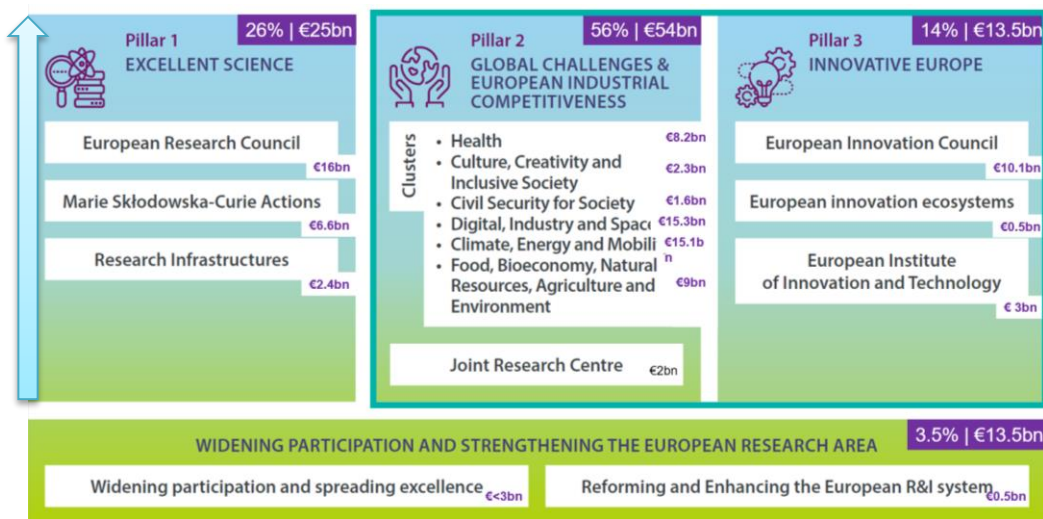 26% | €25bn
Pillar 1
EXCELLENT SCIENCE
European Research Council
€16bn
Marie Skłodowska-Curie Actions
€6.6bn
Research Infrastructures
€2.4bn
56% | €54bn
Pillar 2
GLOBAL CHALLENGES &
EUROPEAN INDUSTRIAL
COMPETITIVENESS
Clusters
• Health €8.2bn
• Culture, Creativity and
Inclusive Society €2.3bn
• Civil Security for Society €1.6bn
• Digital, Industry and Space €15.3bn
• Climate, Energy and Mobili €15.1b
n
• Food, Bioeconomy, Natural
Resources, Agriculture and €9bn
Environment
Joint Research Centre €2bn
14% | €13.5bn
Pillar 3
INNOVATIVE EUROPE
European Innovation Council
€10.1bn
European innovation ecosystems
€0.5bn
European Institute
of Innovation and Technology
€ 3bn
3.5% | €13.5bn
WIDENING PARTICIPATION AND STRENGTHENING THE EUROPEAN RESEARCH AREA
Widening participation and spreading excellence €<3bn
Reforming and Enhancing the European R&I system €0.5bn